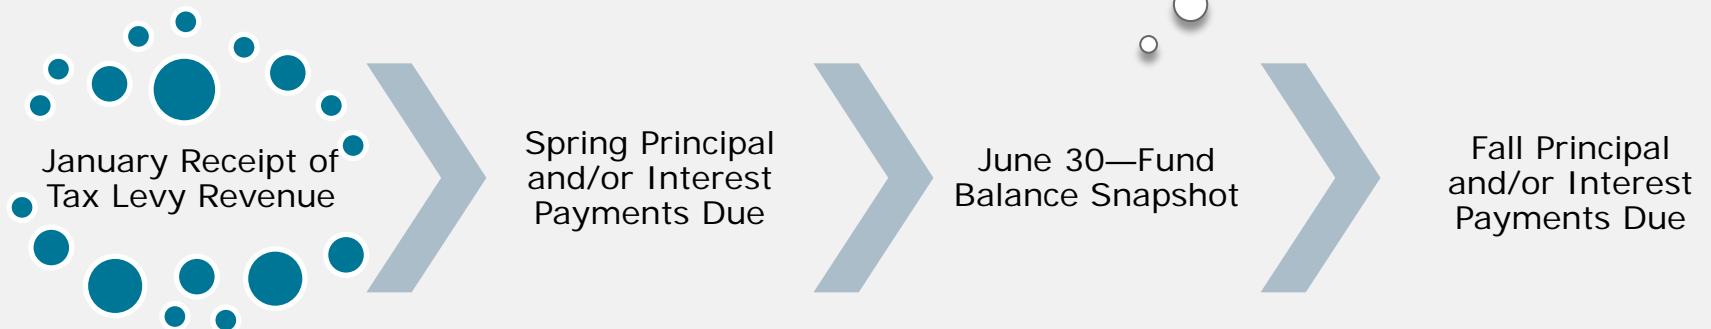 January Receipt of
Tax Levy Revenue
Spring Principal
and/or Interest
Payments Due
June 30—Fund
Balance Snapshot
Fall Principal
and/or Interest
Payments Due